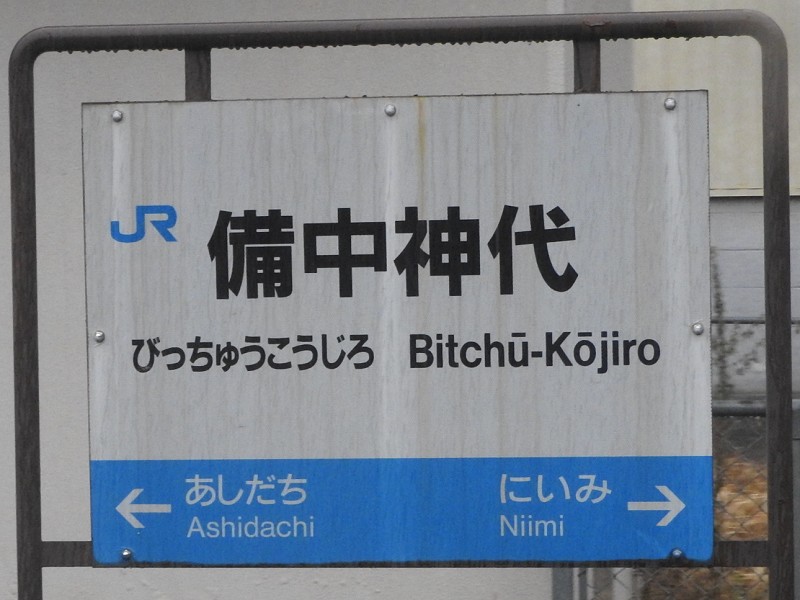 JR 備中神代
びっちゅうこうじろ Bitchū-Kōjiro
← あしだち にいみ →
Ashidachi Niimi